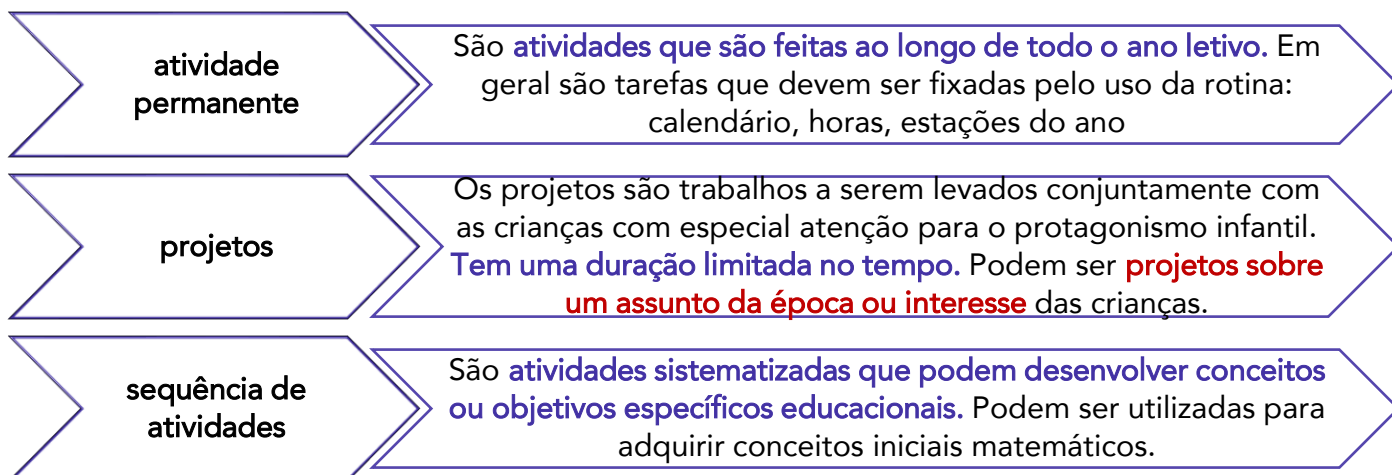 atividade
permanente
São atividades que são feitas ao longo de todo o ano letivo. Em
geral são tarefas que devem ser fixadas pelo uso da rotina:
calendário, horas, estações do ano
projetos
Os projetos são trabalhos a serem levados conjuntamente com
as crianças com especial atenção para o protagonismo infantil.
Tem uma duração limitada no tempo. Podem ser projetos sobre
um assunto da época ou interesse das crianças.
sequência de
atividades
São atividades sistematizadas que podem desenvolver conceitos
ou objetivos específicos educacionais. Podem ser utilizadas para
adquirir conceitos iniciais matemáticos.